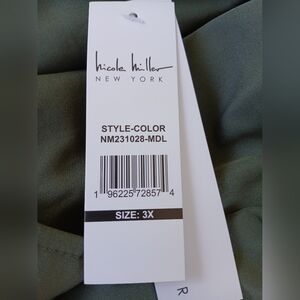 nicole miller
NEW YORK
STYLE-COLOR
NM231028-MDL
1 96225 72857 4
SIZE: 3X
R